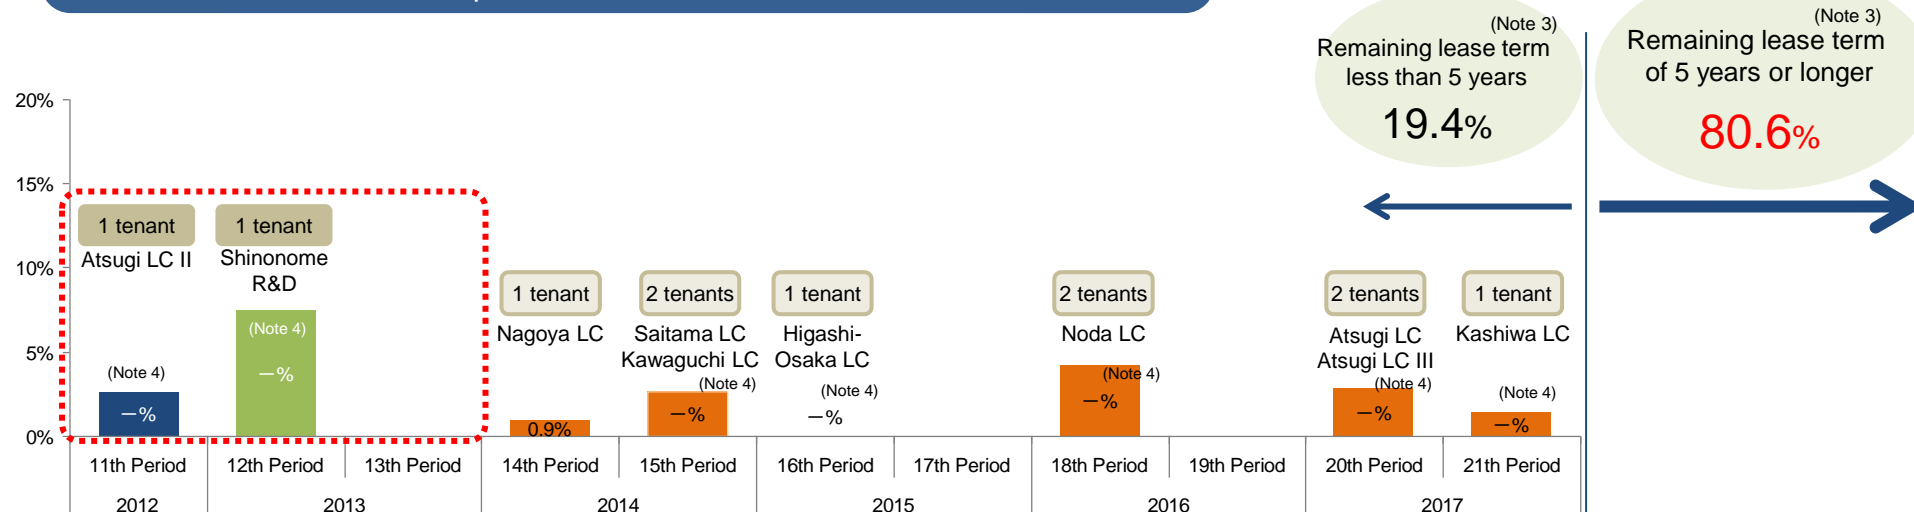 (Note 3)
Remaining lease term
less than 5 years
19.4%
(Note 3)
Remaining lease term
of 5 years or longer
80.6%
20%
15%
10%
5%
0%
1 tenant
Atsugi LC II
(Note 4)
—%
1 tenant
Shinonome
R&D
(Note 4)
—%
1 tenant
Nagoya LC
0.9%
2 tenants
Saitama LC
Kawaguchi LC
(Note 4)
—%
1 tenant
Higashi-
Osaka LC
(Note 4)
—%
2 tenants
Noda LC
(Note 4)
—%
2 tenants
Atsugi LC
Atsugi LC III
(Note 4)
—%
1 tenant
Kashiwa LC
(Note 4)
—%
11th Period
12th Period
13th Period
14th Period
15th Period
16th Period
17th Period
18th Period
19th Period
20th Period
21th Period
2012
2013
2014
2015
2016
2017